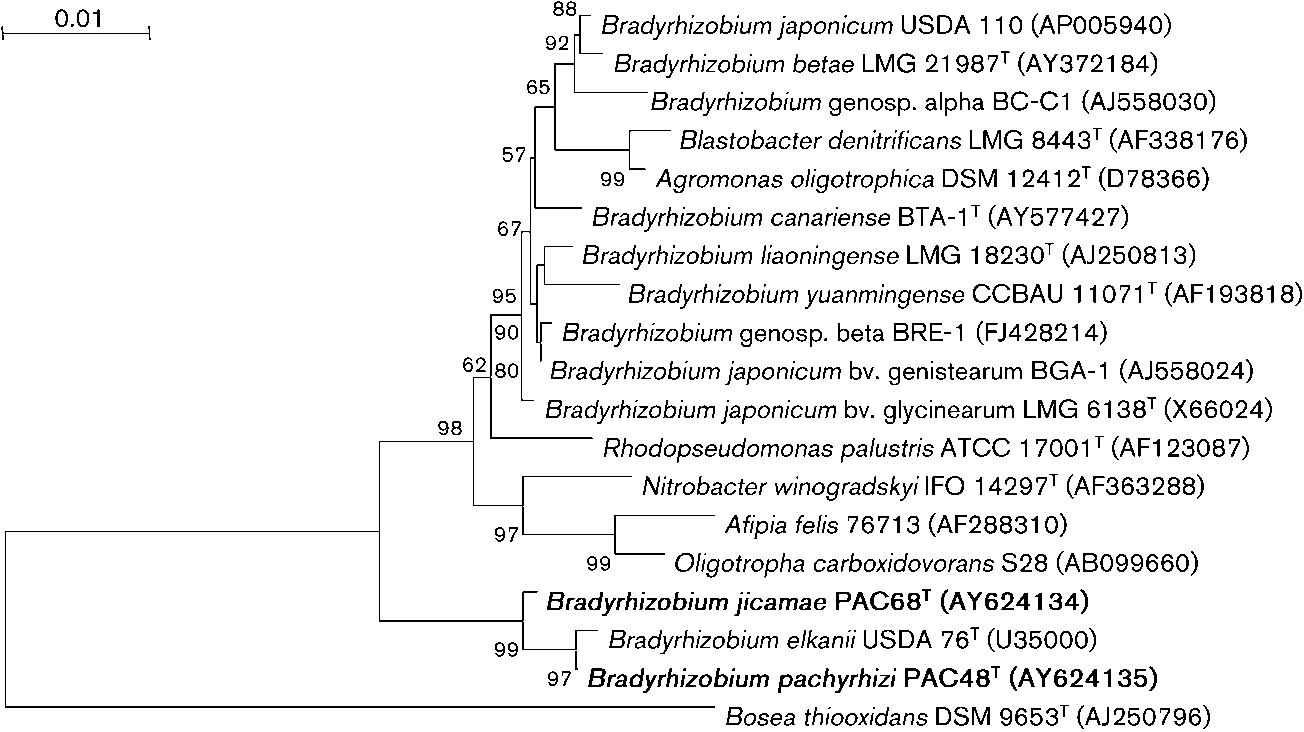 0.01
88
Bradyrhizobium japonicum USDA 110 (AP005940)
92
Bradyrhizobium betae LMG 21987T (AY372184)
65
Bradyrhizobium genosp. alpha BC-C1 (AJ558030)
Blastobacter denitrificans LMG 8443T (AF338176)
57
99
Agromonas oligotrophica DSM 12412T (D78366)
Bradyrhizobium canariense BTA-1T (AY577427)
67
Bradyrhizobium liaoningense LMG 18230T (AJ250813)
95
Bradyrhizobium yuanmingense CCBAU 11071T (AF193818)
90
Bradyrhizobium genosp. beta BRE-1 (FJ428214)
62
80
Bradyrhizobium japonicum bv. genistearum BGA-1 (AJ558024)
Bradyrhizobium japonicum bv. glycinearum LMG 6138T (X66024)
98
Rhodopseudomonas palustris ATCC 17001T (AF123087)
Nitrobacter winogradskyi IFO 14297T (AF363288)
97
Afipia felis 76713 (AF288310)
99
Oligotropha carboxidovorans S28 (AB099660)
Bradyrhizobium jicamae PAC68T (AY624134)
99
Bradyrhizobium elkanii USDA 76T (U35000)
97
Bradyrhizobium pachyrhizi PAC48T (AY624135)
Bosea thiooxidans DSM 9653T (AJ250796)